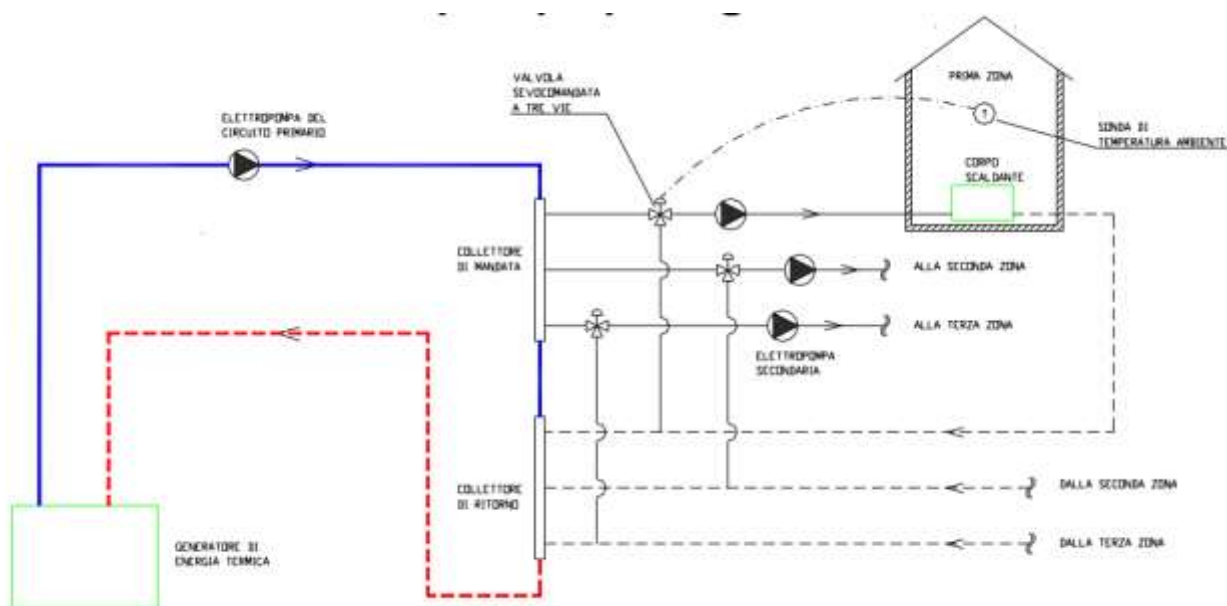 VALVOLA
SEVOCOMANDATA
A TRE VIE
PRIMA ZONA
ELETTROPOMPA DEL
CIRCUITO PRIMARIO
T
SONDA DI
TEMPERATURA AMBIENTE
CORPO
SCALDANTE
COLLETTORE
DI MANDATA
ALLA SECONDA ZONA
ALLA TERZA ZONA
ELETTROPOMPA
SECONDARIA
COLLETTORE
DI RITORNO
DALLA SECONDA ZONA
GENERATORE DI
ENERGIA TERMICA
DALLA TERZA ZONA